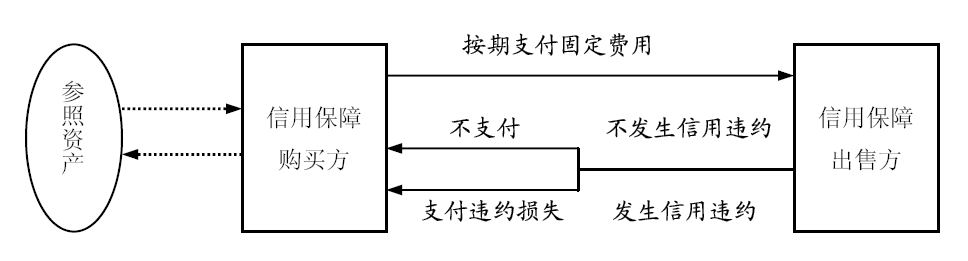 按期支付固定费用
参照资产
信用保障
购买方
不支付
不发生信用违约
信用保障
出售方
支付违约损失
发生信用违约